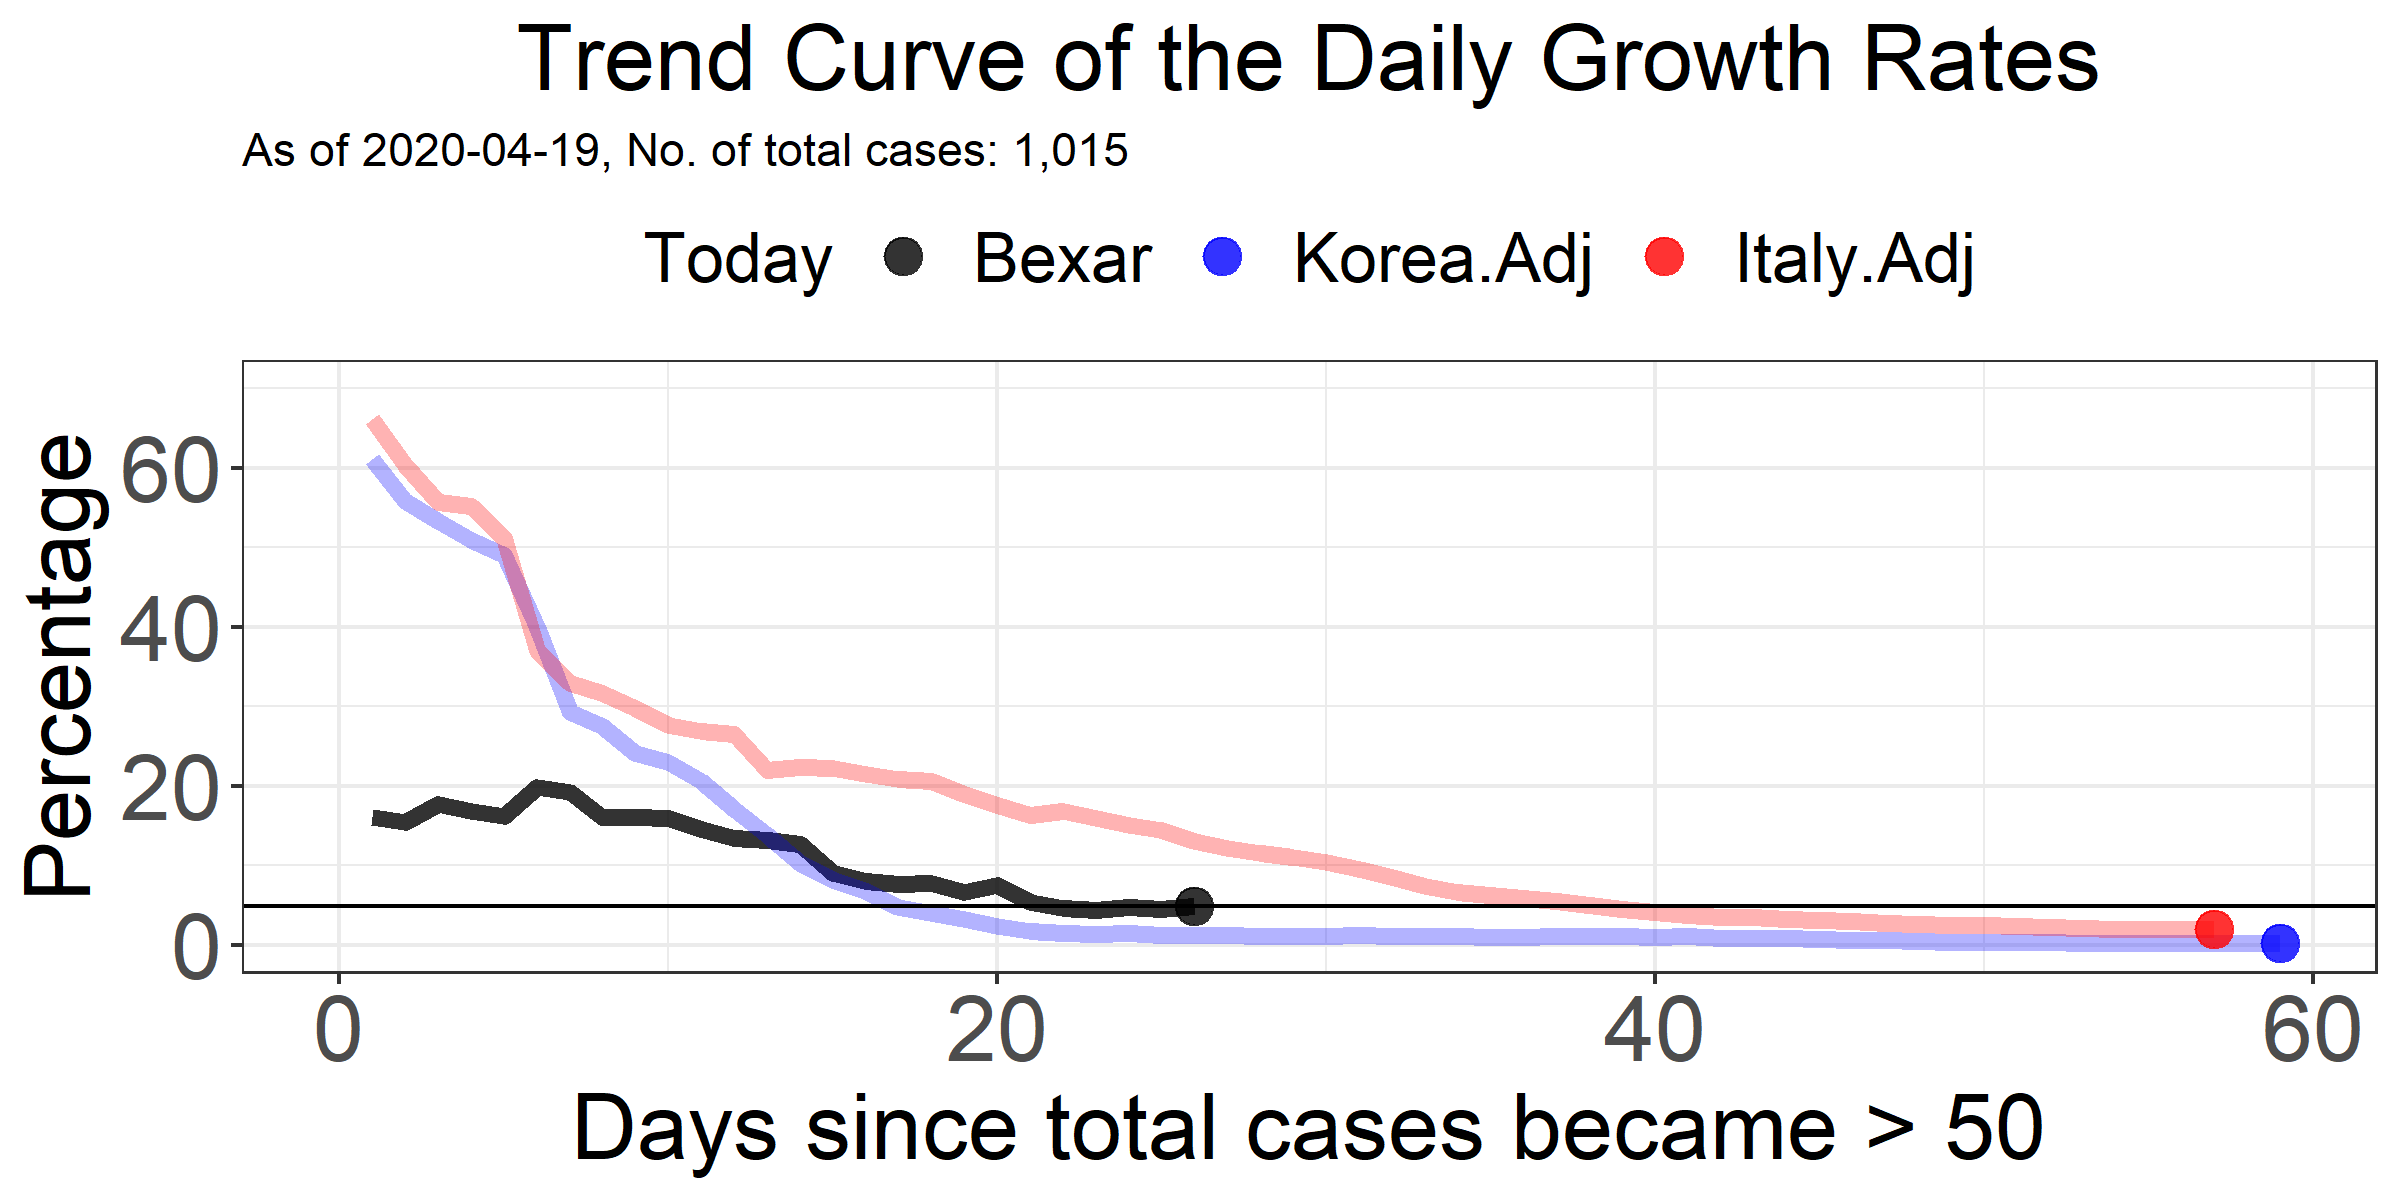 Trend Curve of the Daily Growth Rates
As of 2020-04-19, No. of total cases: 1,015
Today Bexar Korea.Adj Italy.Adj
Percentage
60
40
20
0
0 20 40 60
Days since total cases became > 50